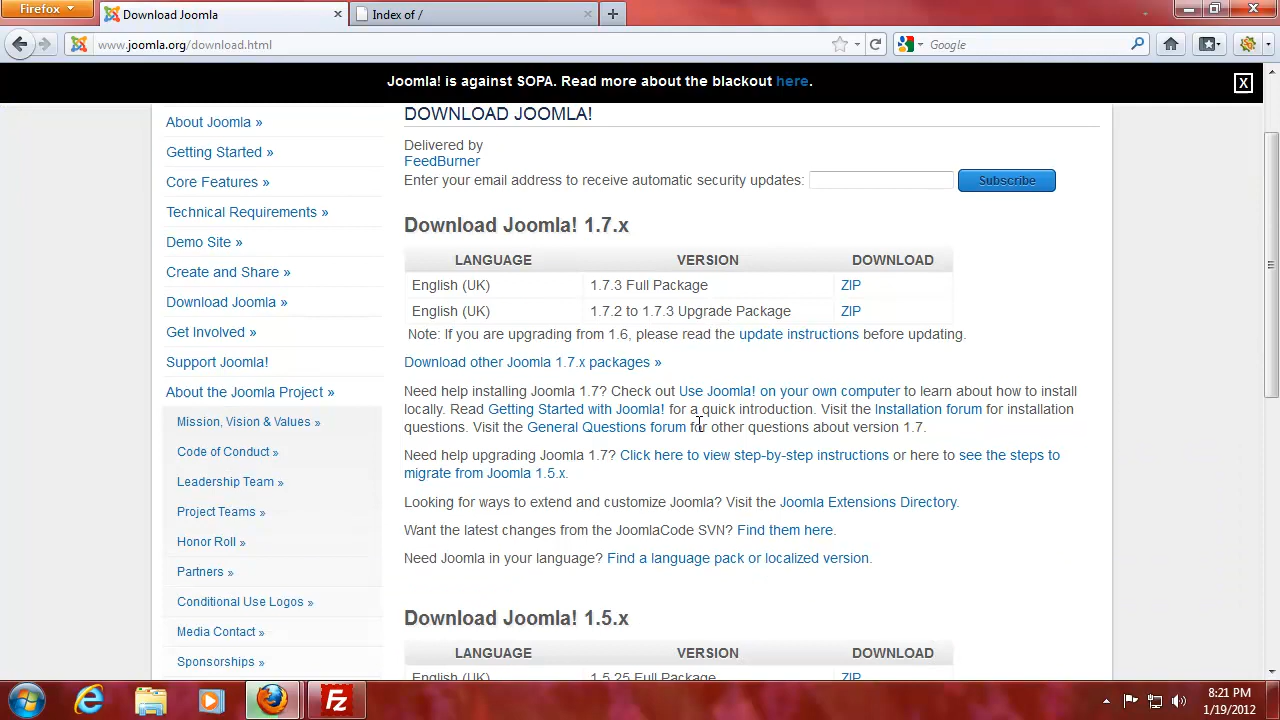 Firefox
Download Joomla
Index of /
www.joomla.org/download.html
Google
Joomla! is against SOPA. Read more about the blackout here.
X
About Joomla »
Getting Started »
Core Features »
Technical Requirements »
Demo Site »
Create and Share »
Download Joomla »
Get Involved »
Support Joomla!
About the Joomla Project »
Mission, Vision & Values »
Code of Conduct »
Leadership Team »
Project Teams »
Honor Roll »
Partners »
Conditional Use Logos »
Media Contact »
Sponsorships »
DOWNLOAD JOOMLA!
Delivered by
FeedBurner
Enter your email address to receive automatic security updates: Subscribe
Download Joomla! 1.7.x
LANGUAGE VERSION DOWNLOAD
English (UK) 1.7.3 Full Package ZIP
English (UK) 1.7.2 to 1.7.3 Upgrade Package ZIP
Note: If you are upgrading from 1.6, please read the update instructions before updating.
Download other Joomla 1.7.x packages »
Need help installing Joomla 1.7? Check out Use Joomla! on your own computer to learn about how to install
locally. Read Getting Started with Joomla! for a quick introduction. Visit the Installation forum for installation
questions. Visit the General Questions forum for other questions about version 1.7.
Need help upgrading Joomla 1.7? Click here to view step-by-step instructions or here to see the steps to
migrate from Joomla 1.5.x.
Looking for ways to extend and customize Joomla? Visit the Joomla Extensions Directory.
Want the latest changes from the JoomlaCode SVN? Find them here.
Need Joomla in your language? Find a language pack or localized version.
Download Joomla! 1.5.x
LANGUAGE VERSION DOWNLOAD
English (UK) 1.5.25 Full Package ZIP
Fz
8:21 PM
1/19/2012